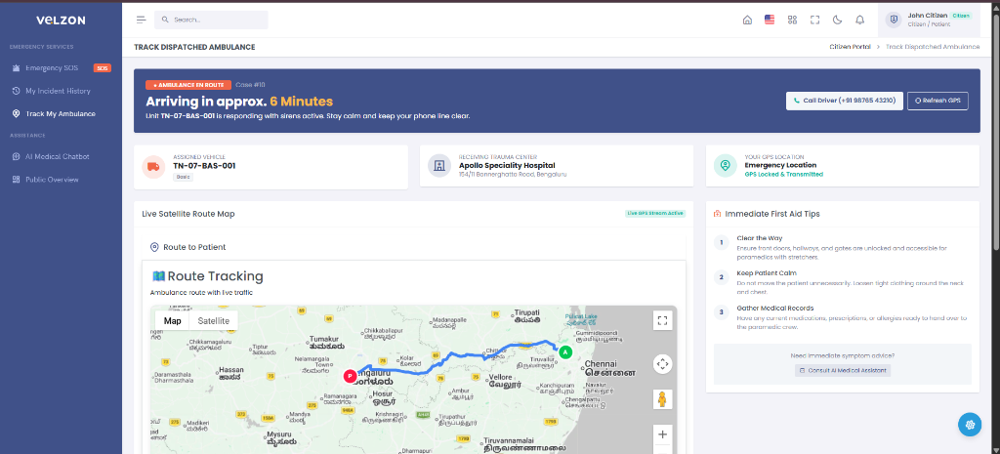 VELZON
Search...
John Citizen Citizen
Citizen / Patient
EMERGENCY SERVICES
Emergency SOS SOS
My Incident History
Track My Ambulance
ASSISTANCE
AI Medical Chatbot
Public Overview
TRACK DISPATCHED AMBULANCE
Citizen Portal > Track Dispatched Ambulance
AMBULANCE EN ROUTE Case #10
Arriving in approx. 6 Minutes
Unit TN-07-BAS-001 is responding with sirens active. Stay calm and keep your phone line clear.
Call Driver (+91 98765 43210)
Refresh GPS
ASSIGNED VEHICLE
TN-07-BAS-001
Basic
RECEIVING TRAUMA CENTER
Apollo Speciality Hospital
154/11 Bannerghatta Road, Bengaluru
YOUR GPS LOCATION
Emergency Location
GPS Locked & Transmitted
Live Satellite Route Map
Live GPS Stream Active
Route to Patient
Route Tracking
Ambulance route with live traffic
Map Satellite
Tirupati
తిరుపతి
Pulicat Lake
Madanapalle
Gummidipoondi
Chikkaballapura
Chikkamagaluru
Tiptur
Tumakuru
ತುಮಕೂರು
Nelamangala
Town
Kolar
Chittoor
Tiruvallur
Chennai
சென்னை
Daramasthala
Hassan
ಹಾಸನ
P
A
Vellore
வேலூர்
Kanchipuram
Navalur
Ramanagara
Hosur
ஓசூர்
Ambur
Chengalpattu
Madikeri
Mandya
Krishnagiri
Tirupathur
Mysuru
ಮೈಸೂರು
Tiruvannamalai
திருவண்ணாமலை
Dharmapuri
Immediate First Aid Tips
1
Clear the Way
Ensure front doors, hallways, and gates are unlocked and accessible for
paramedics with stretchers.
2
Keep Patient Calm
Do not move the patient unnecessarily. Loosen tight clothing around the neck
and chest.
3
Gather Medical Records
Have any current medications, prescriptions, or allergies ready to hand over to
the paramedic crew.
Need immediate symptom advice?
Consult AI Medical Assistant